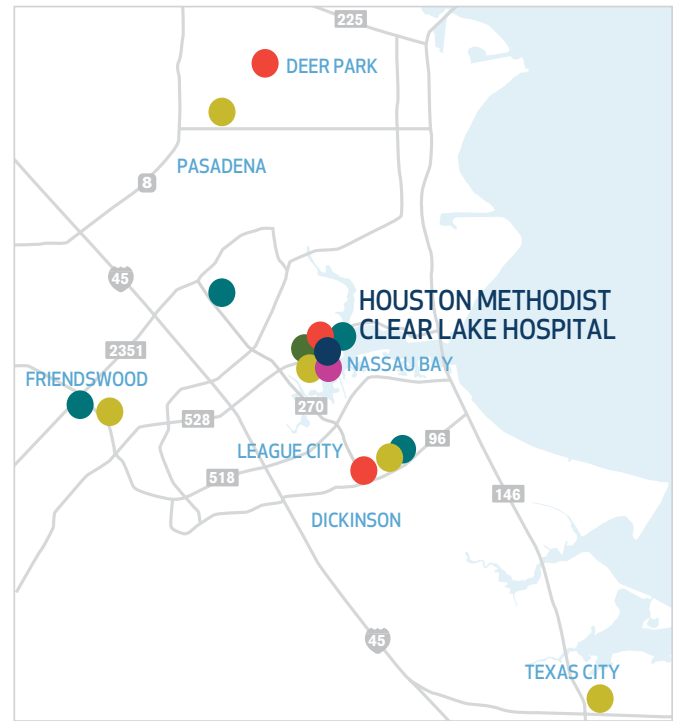 225
DEER PARK
PASADENA
8
45
HOUSTON METHODIST
CLEAR LAKE HOSPITAL
2351
NASSAU BAY
FRIENDSWOOD
270
528
LEAGUE CITY
96
518
146
DICKINSON
45
TEXAS CITY